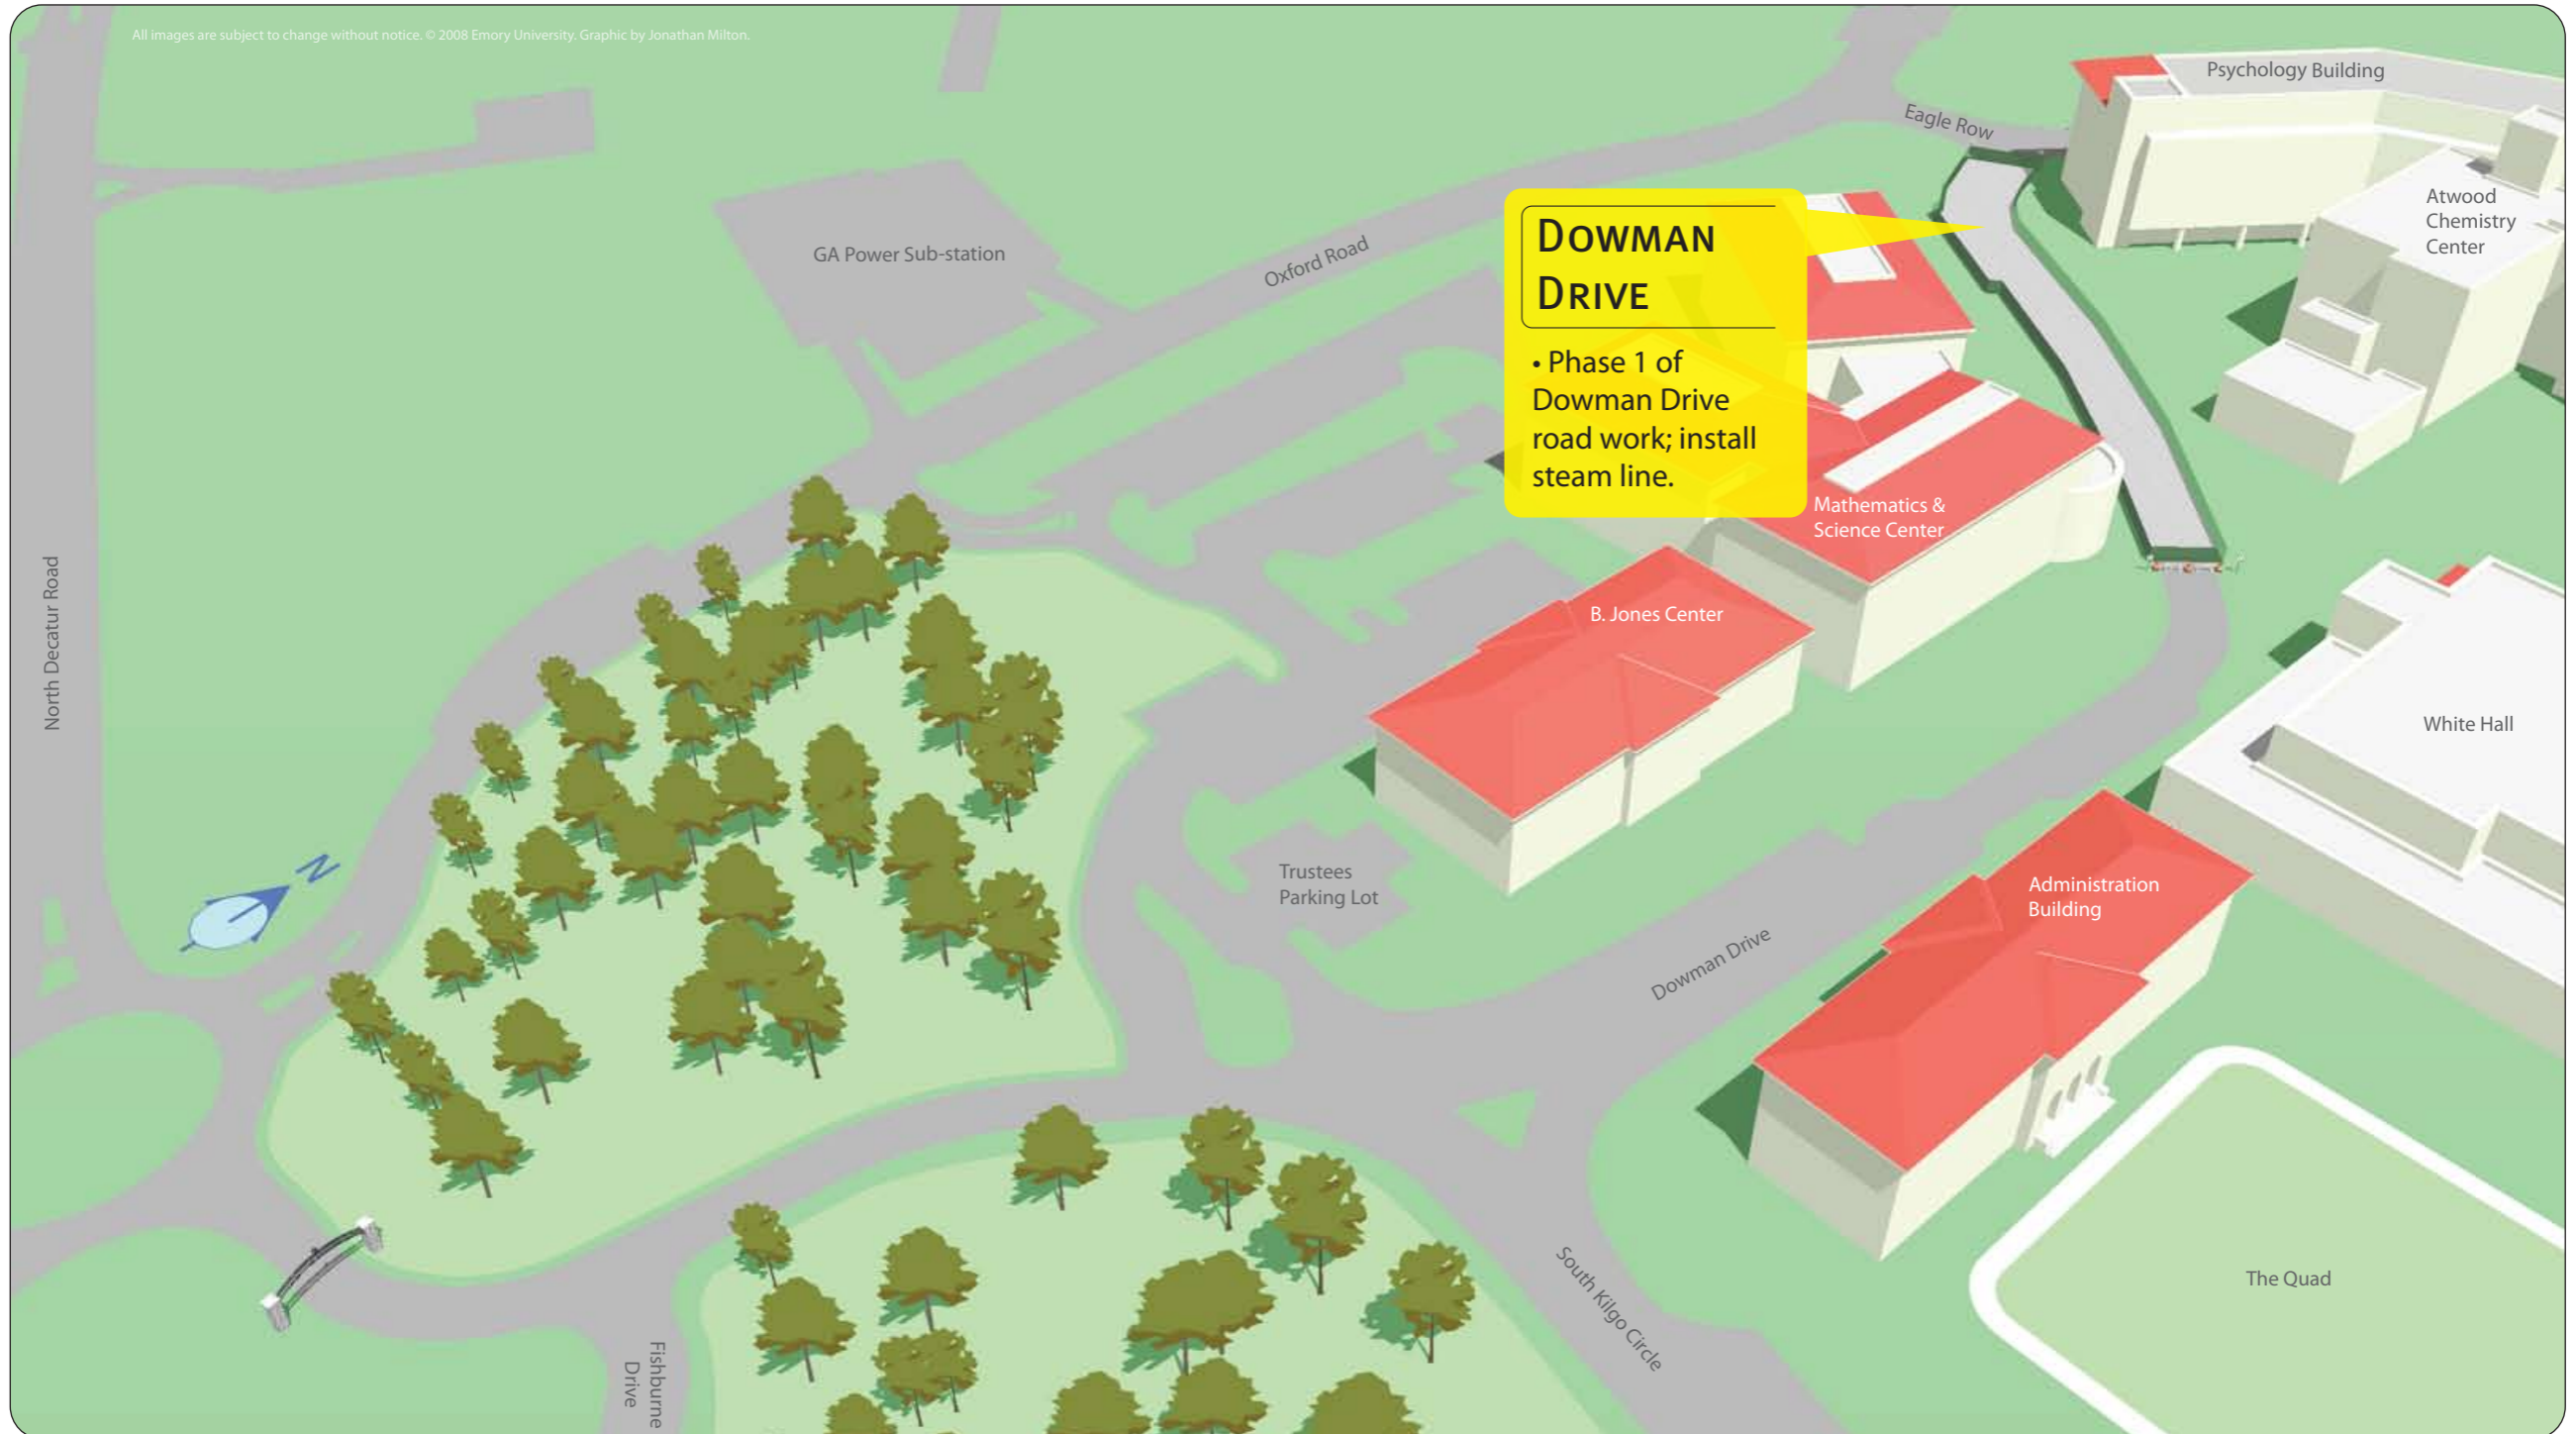 All images are subject to change without notice. © 2008 Emory University. Graphic by Jonathan Milton.
Psychology Building
Eagle Row
Atwood
Chemistry
Center
GA Power Sub-station
Oxford Road
DOWMAN
DRIVE
• Phase 1 of
Dowman Drive
road work; install
steam line.
Mathematics &
Science Center
B. Jones Center
North Decatur Road
White Hall
N
Trustees
Parking Lot
Administration
Building
Dowman Drive
The Quad
South Kilgo Circle
Fishburne
Drive